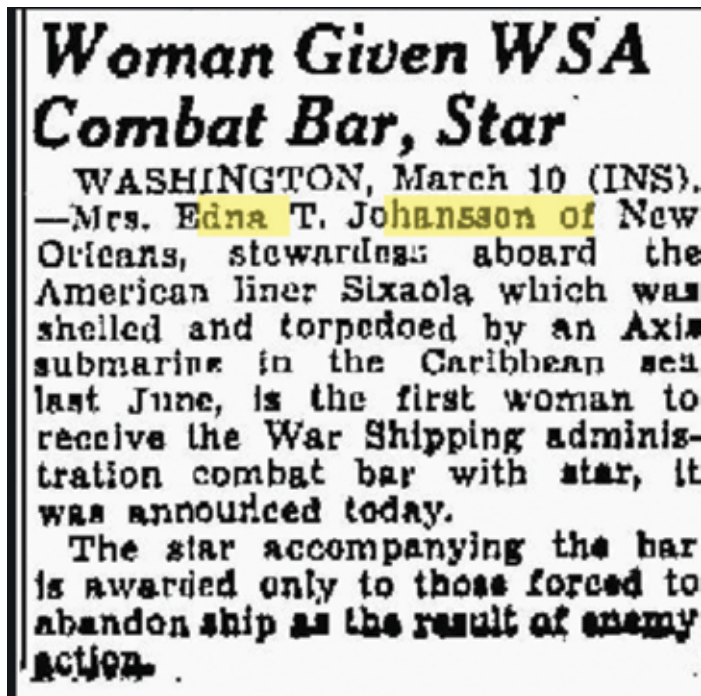 Woman Given WSA
Combat Bar, Star
WASHINGTON, March 10 (INS).
—Mrs. Edna T. Johansson of New
Orleans, stewardess aboard the
American liner Sixaola which was
shelled and torpedoed by an Axis
submarine in the Caribbean sea
last June, is the first woman to
receive the War Shipping adminis-
tration combat bar with star, it
was announced today.
The star accompanying the bar
is awarded only to those forced to
abandon ship as the result of enemy
action.